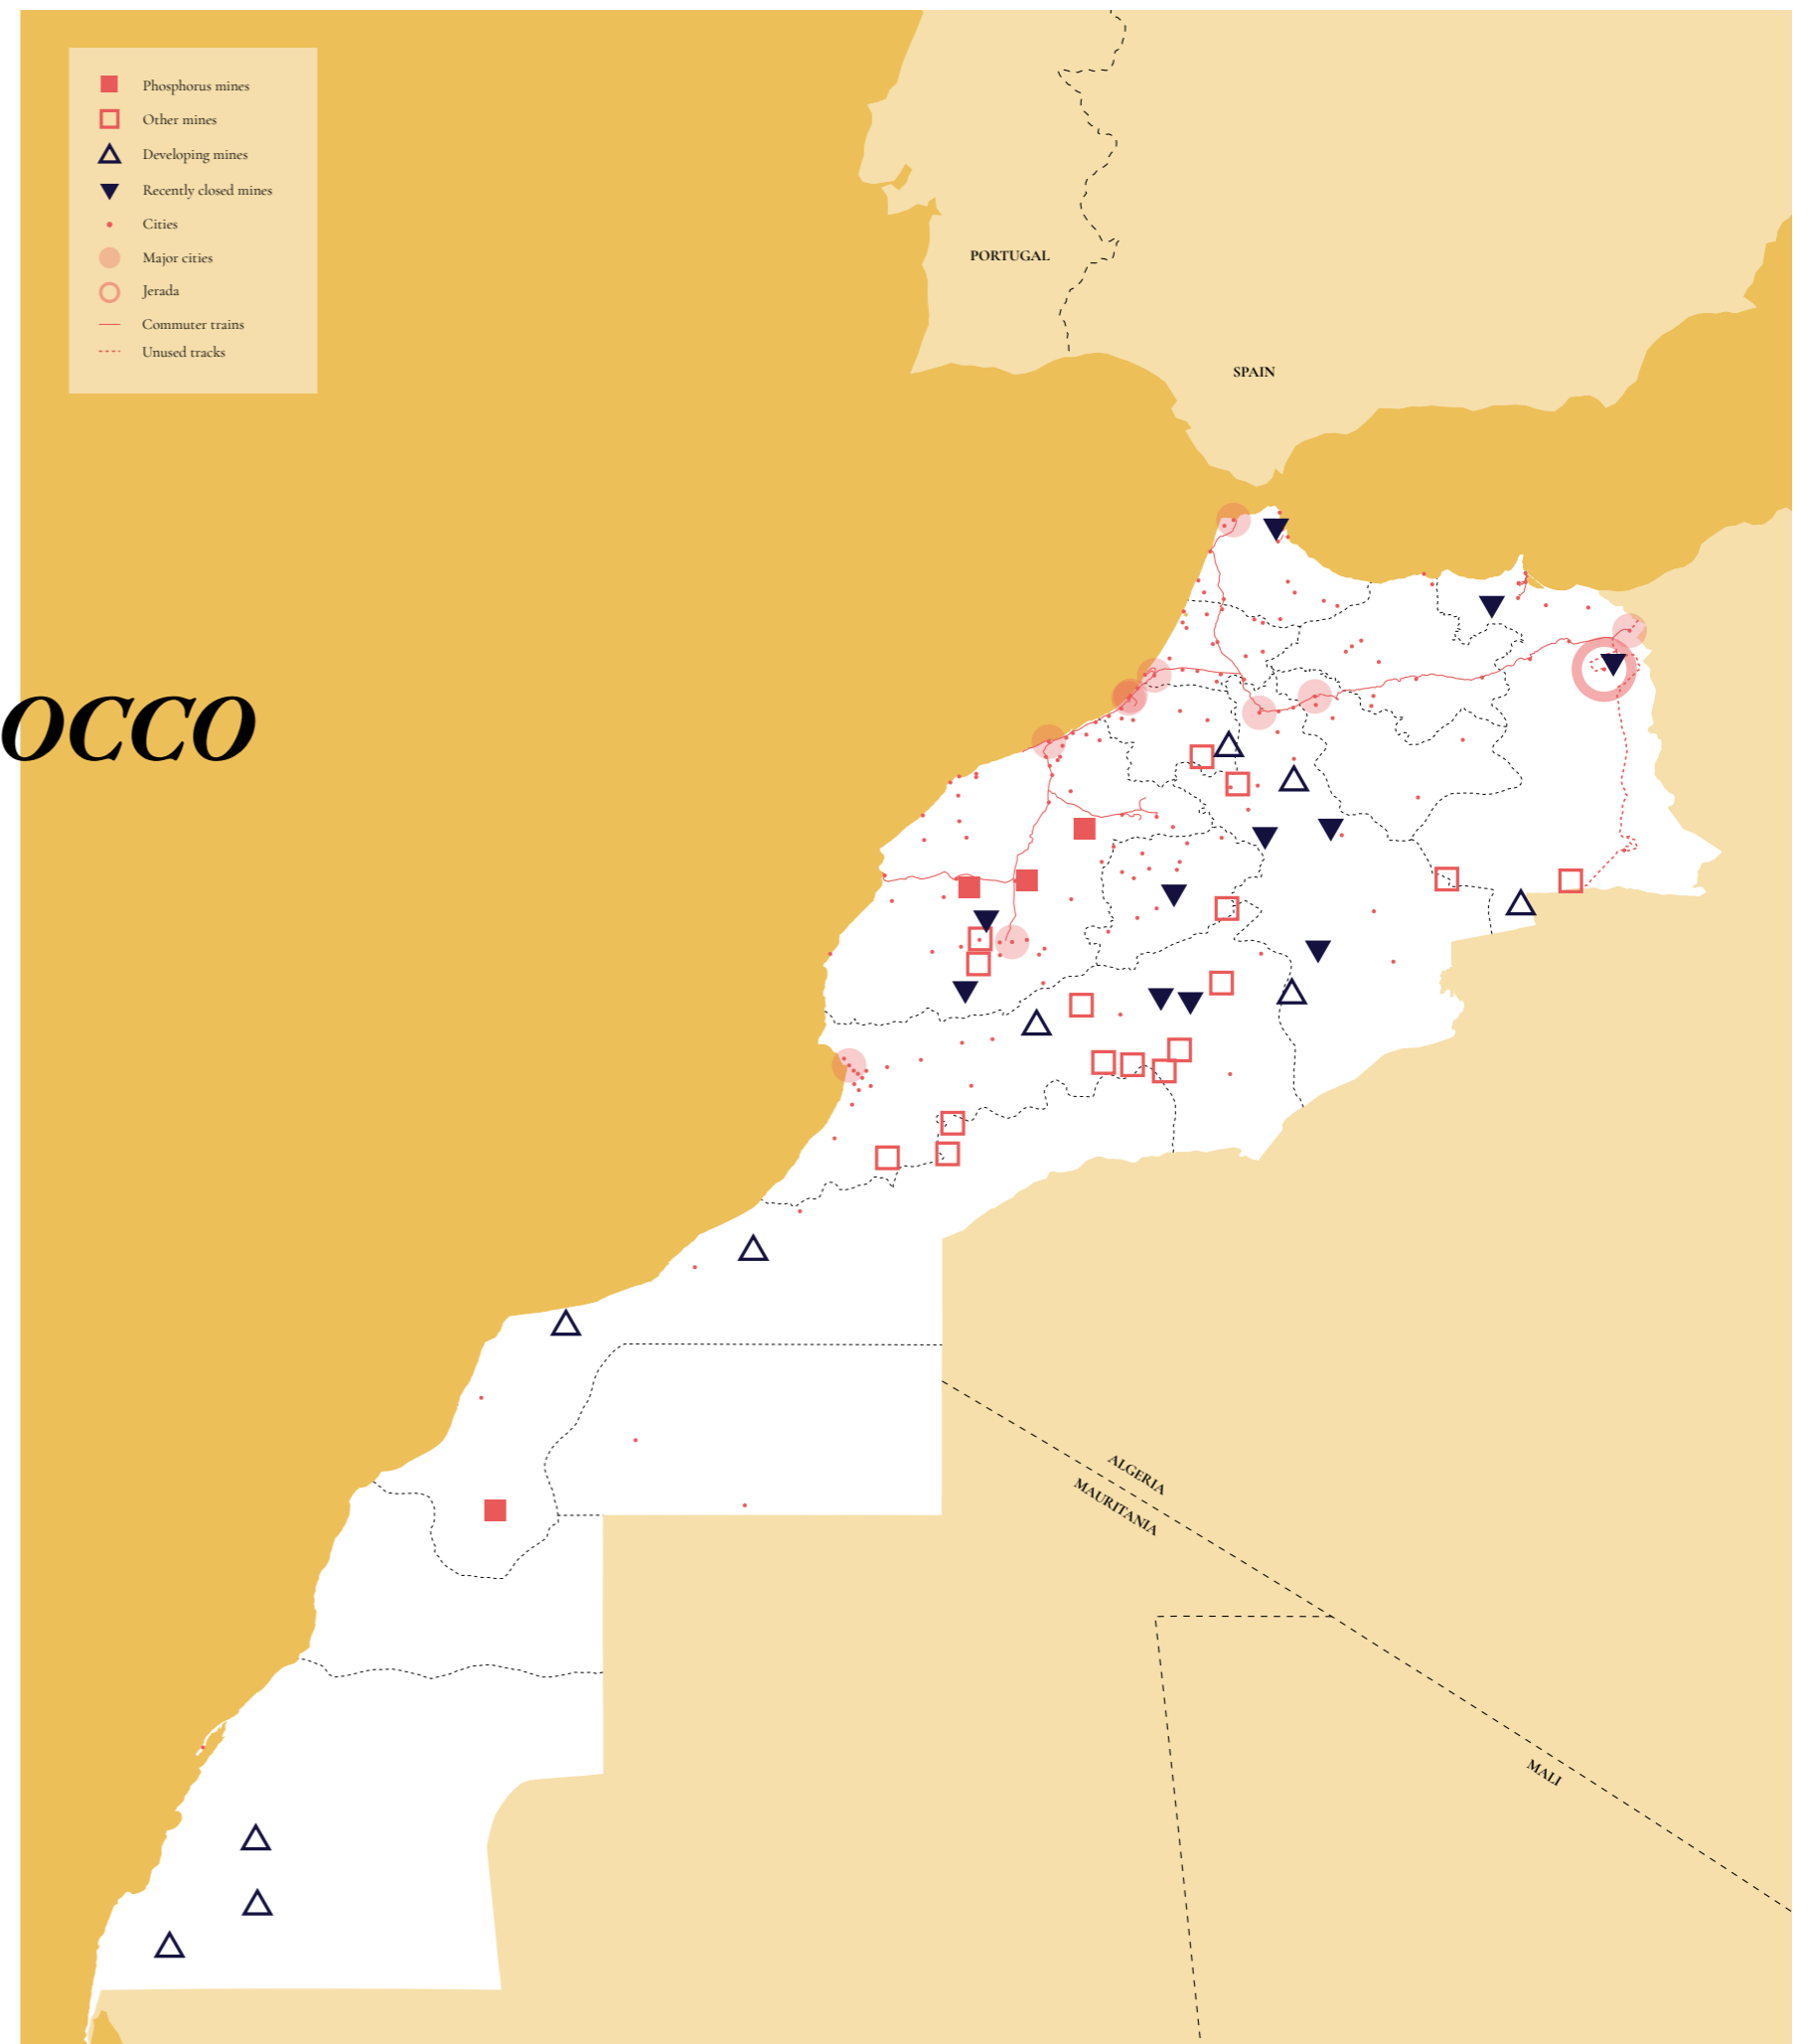 Phosphorus mines
Other mines
Developing mines
Recently closed mines
Cities
Major cities
Jerada
Commuter trains
Unused tracks
PORTUGAL
SPAIN
OCCO
ALGERIA
MAURITANIA
MALI